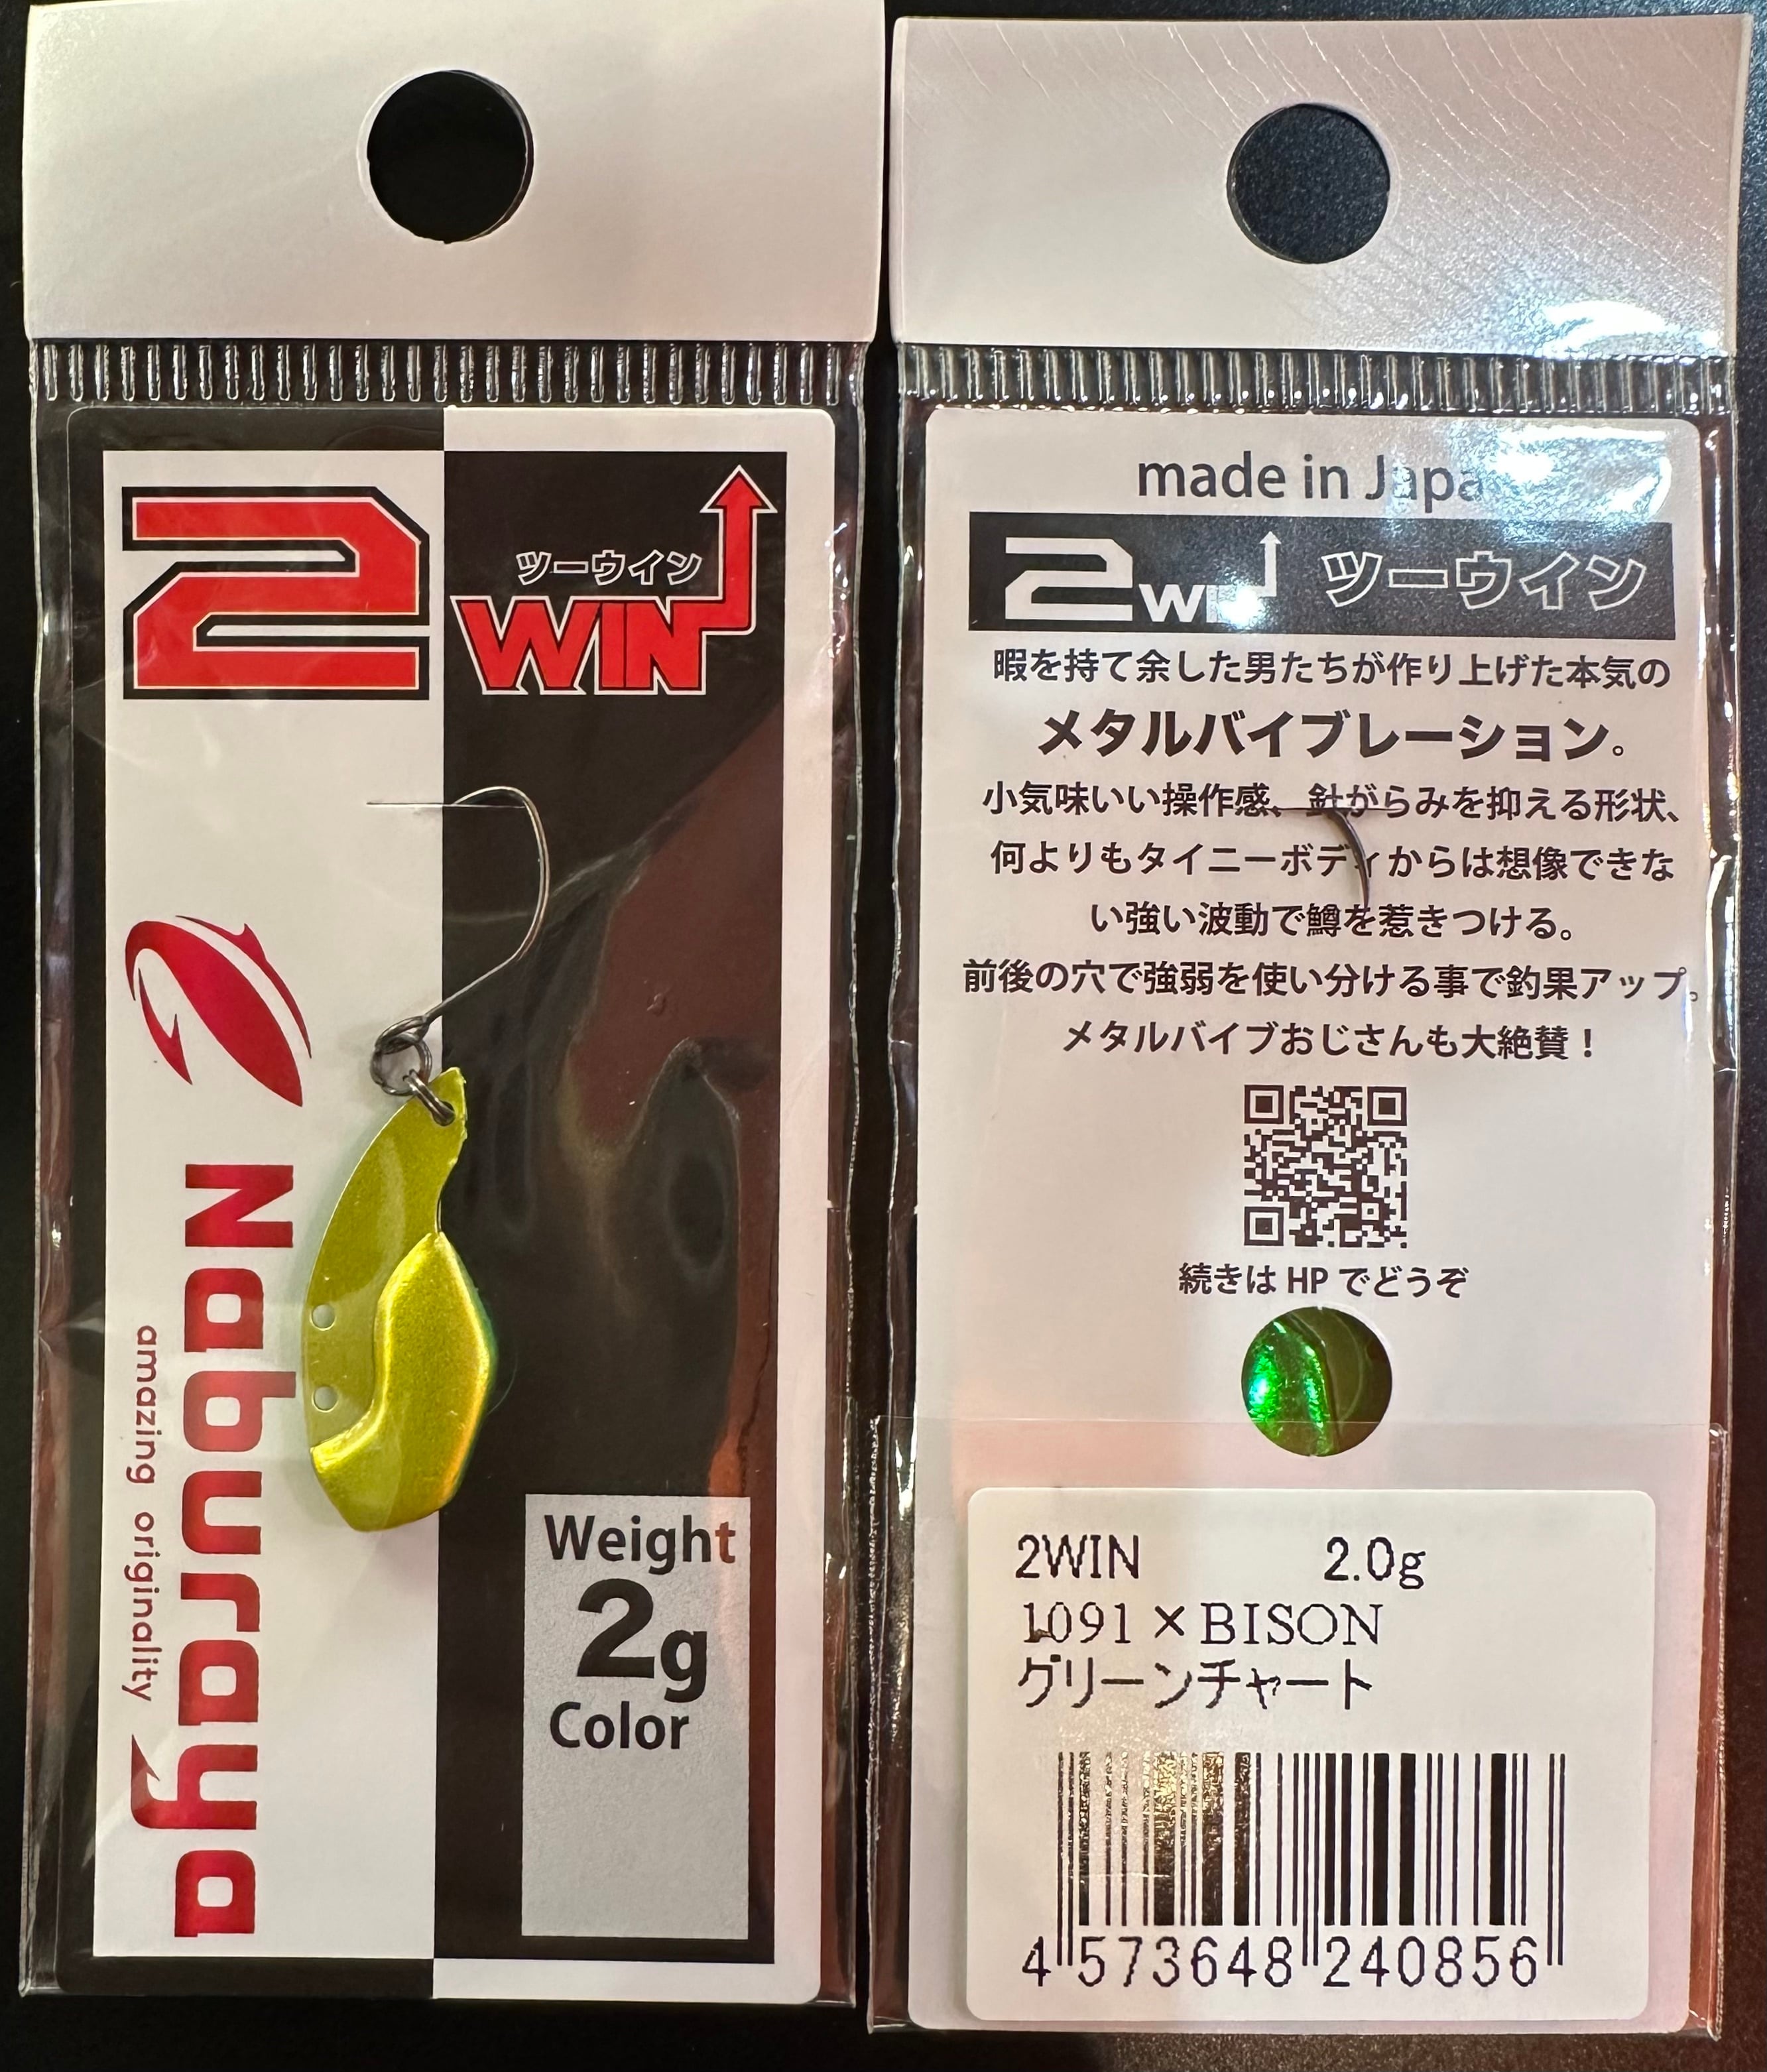 2
ツーウイン
WIN
Naburaya
amazing originality
Weight
2g
Color
made in Japa
2WIN ツーウイン
暇を持て余した男たちが作り上げた本気の
メタルバイブレーション。
小気味いい操作感、針がらみを抑える形状、
何よりもタイニーボディからは想像できな
い強い波動で鱒を惹きつける。
前後の穴で強弱を使い分ける事で釣果アップ。
メタルバイブおじさんも大絶賛！
続きは HP でどうぞ
2WIN 2.0g
1091×BISON
グリーンチャート
4 573648 240856